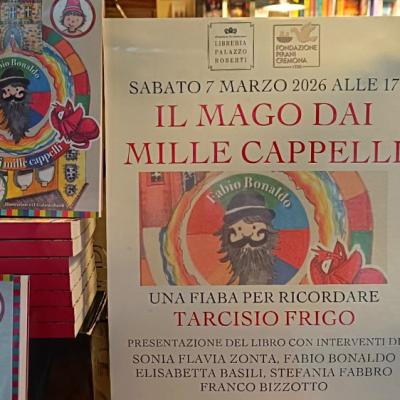 Fabio Bonaldo
i mille cappelli
LIBRERIA
PALAZZO
ROBERTI
FONDAZIONE
PIRANI
CREMONA
SABATO 7 MARZO 2026 ALLE 17
IL MAGO DAI
MILLE CAPPELLI
Fabio Bonaldo
UNA FIABA PER RICORDARE
TARCISIO FRIGO
PRESENTAZIONE DEL LIBRO CON INTERVENTI DI
SONIA FLAVIA ZONTA, FABIO BONALDO
ELISABETTA BASILI, STEFANIA FABBRO
FRANCO BIZZOTTO